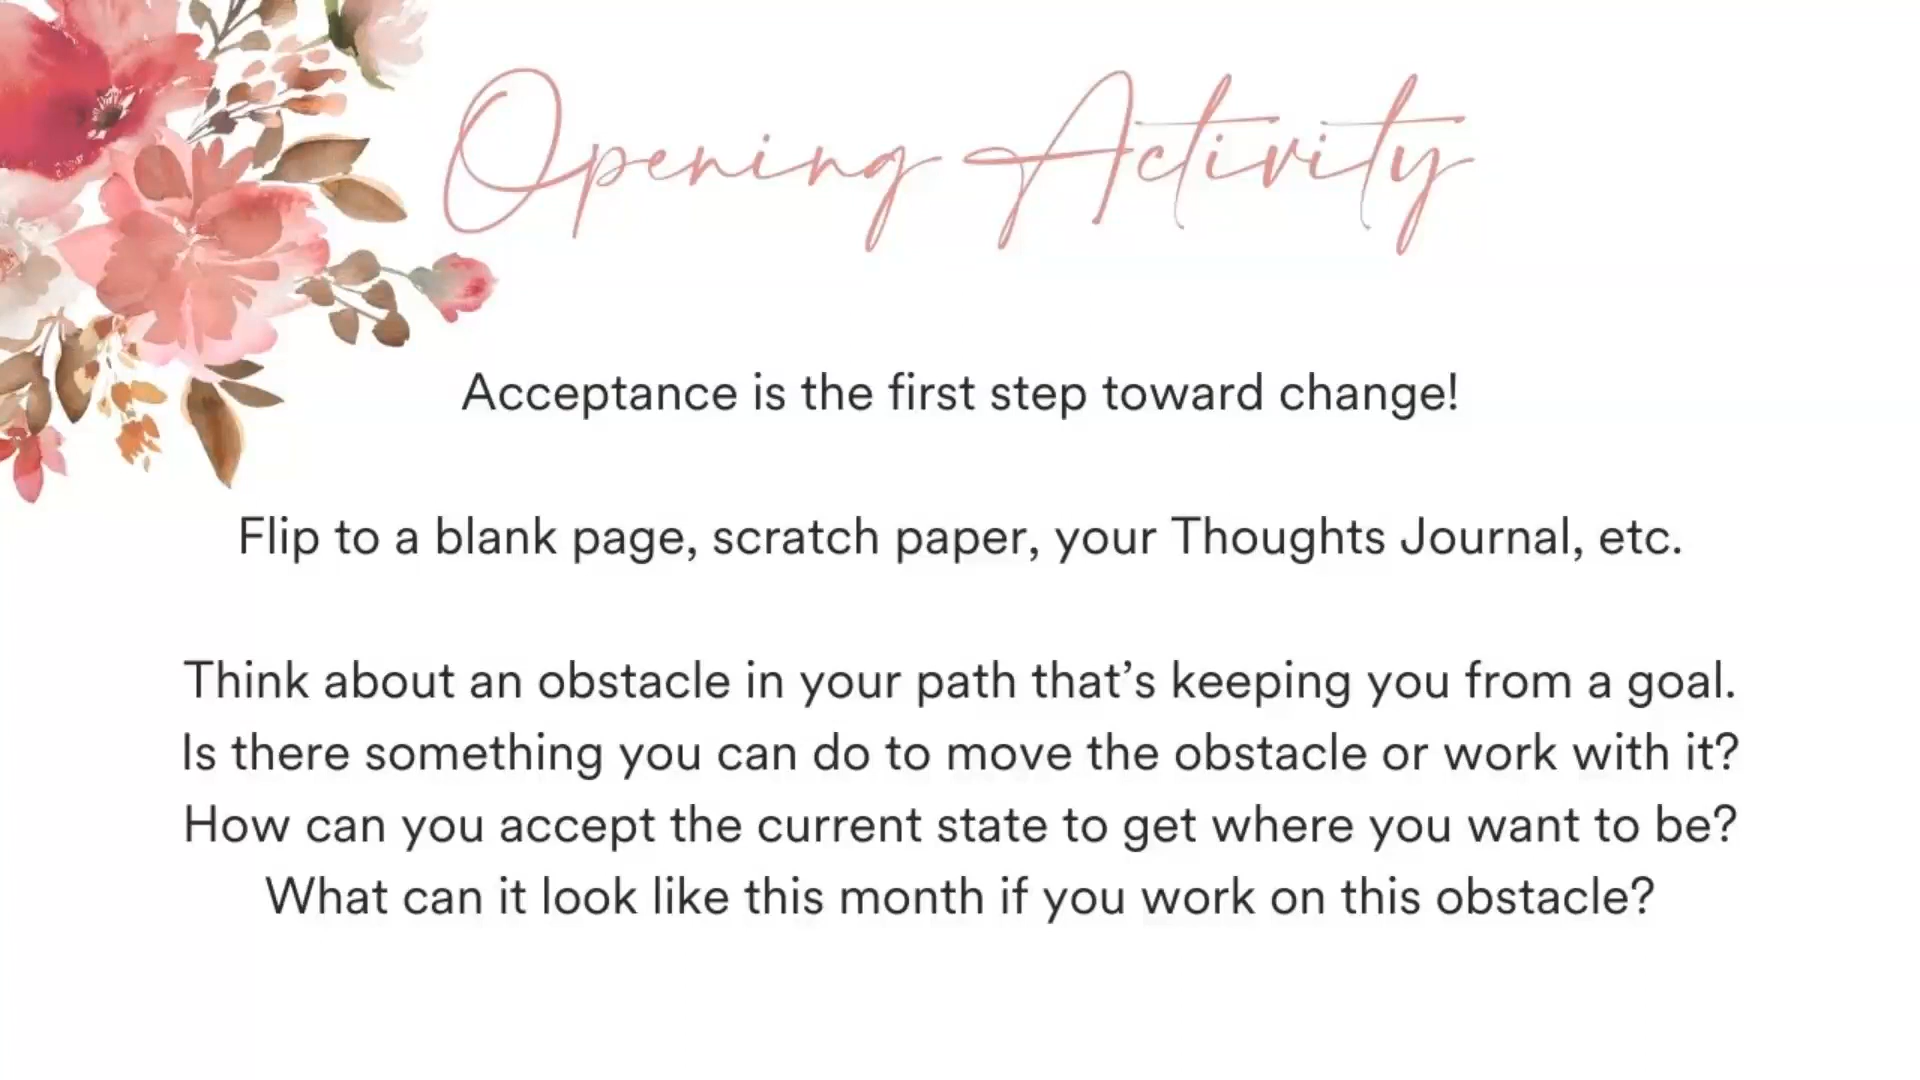 Opening Activity
Acceptance is the first step toward change!
Flip to a blank page, scratch paper, your Thoughts Journal, etc.
Think about an obstacle in your path that’s keeping you from a goal.
Is there something you can do to move the obstacle or work with it?
How can you accept the current state to get where you want to be?
What can it look like this month if you work on this obstacle?